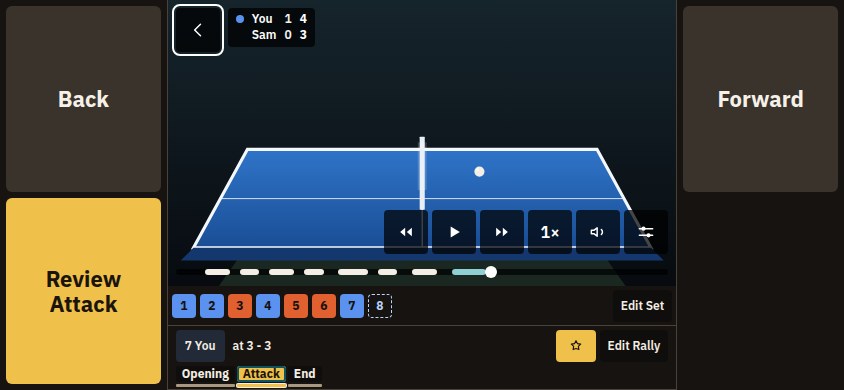 Back
Review
Attack
You 1 4
Sam 0 3
1×
1 2 3 4 5 6 7 8
Edit Set
7 You at 3 - 3
Edit Rally
Opening Attack End
Forward